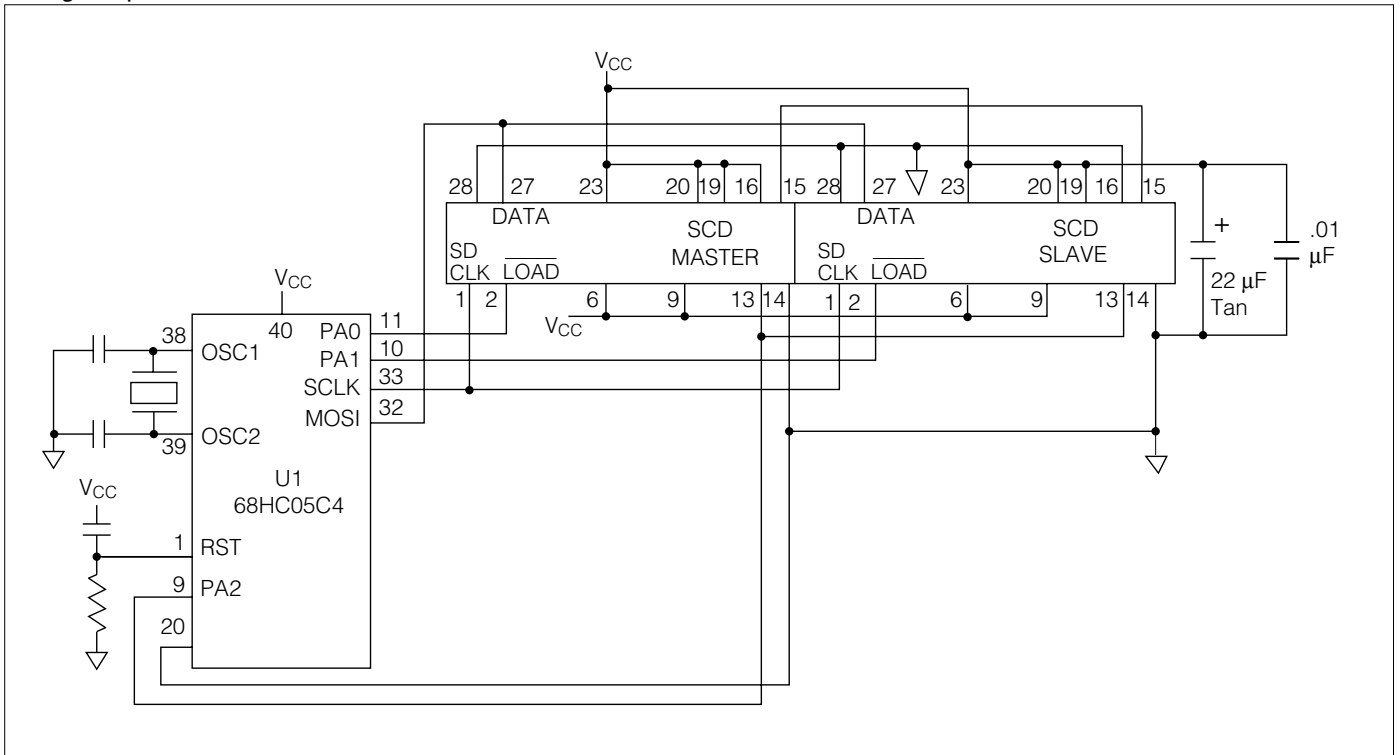 VCC
28
27
23
20
19
16
15
28
27
23
20
19
16
15
DATA
SCD
MASTER
DATA
SCD
SLAVE
SD
CLK
LOAD
SD
CLK
LOAD
+
22 µF
Tan
.01
µF
1
2
6
9
13
14
1
2
6
9
13
14
VCC
VCC
40
38
OSC1
39
OSC2
PA0
11
PA1
10
SCLK
33
MOSI
32
U1
68HC05C4
VCC
1
RST
9
PA2
20